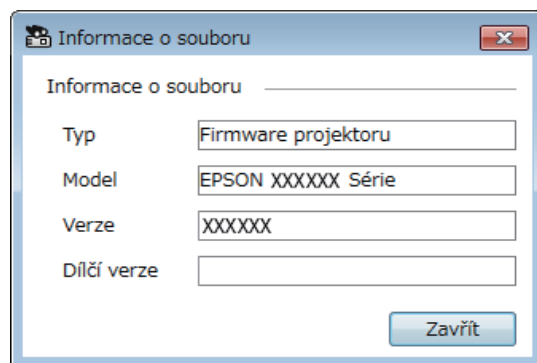 Informace o souboru
Informace o souboru
Typ Firmware projektoru
Model EPSON XXXXXX Série
Verze XXXXXX
Dílčí verze
Zavřít